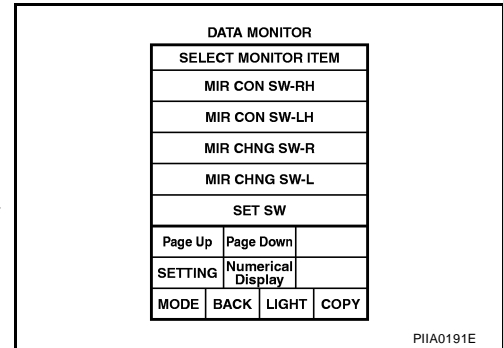 DATA MONITOR
SELECT MONITOR ITEM
MIR CON SW-RH
MIR CON SW-LH
MIR CHNG SW-R
MIR CHNG SW-L
SET SW
Page Up Page Down
SETTING Numerical Display
MODE BACK LIGHT COPY
PIIA0191E